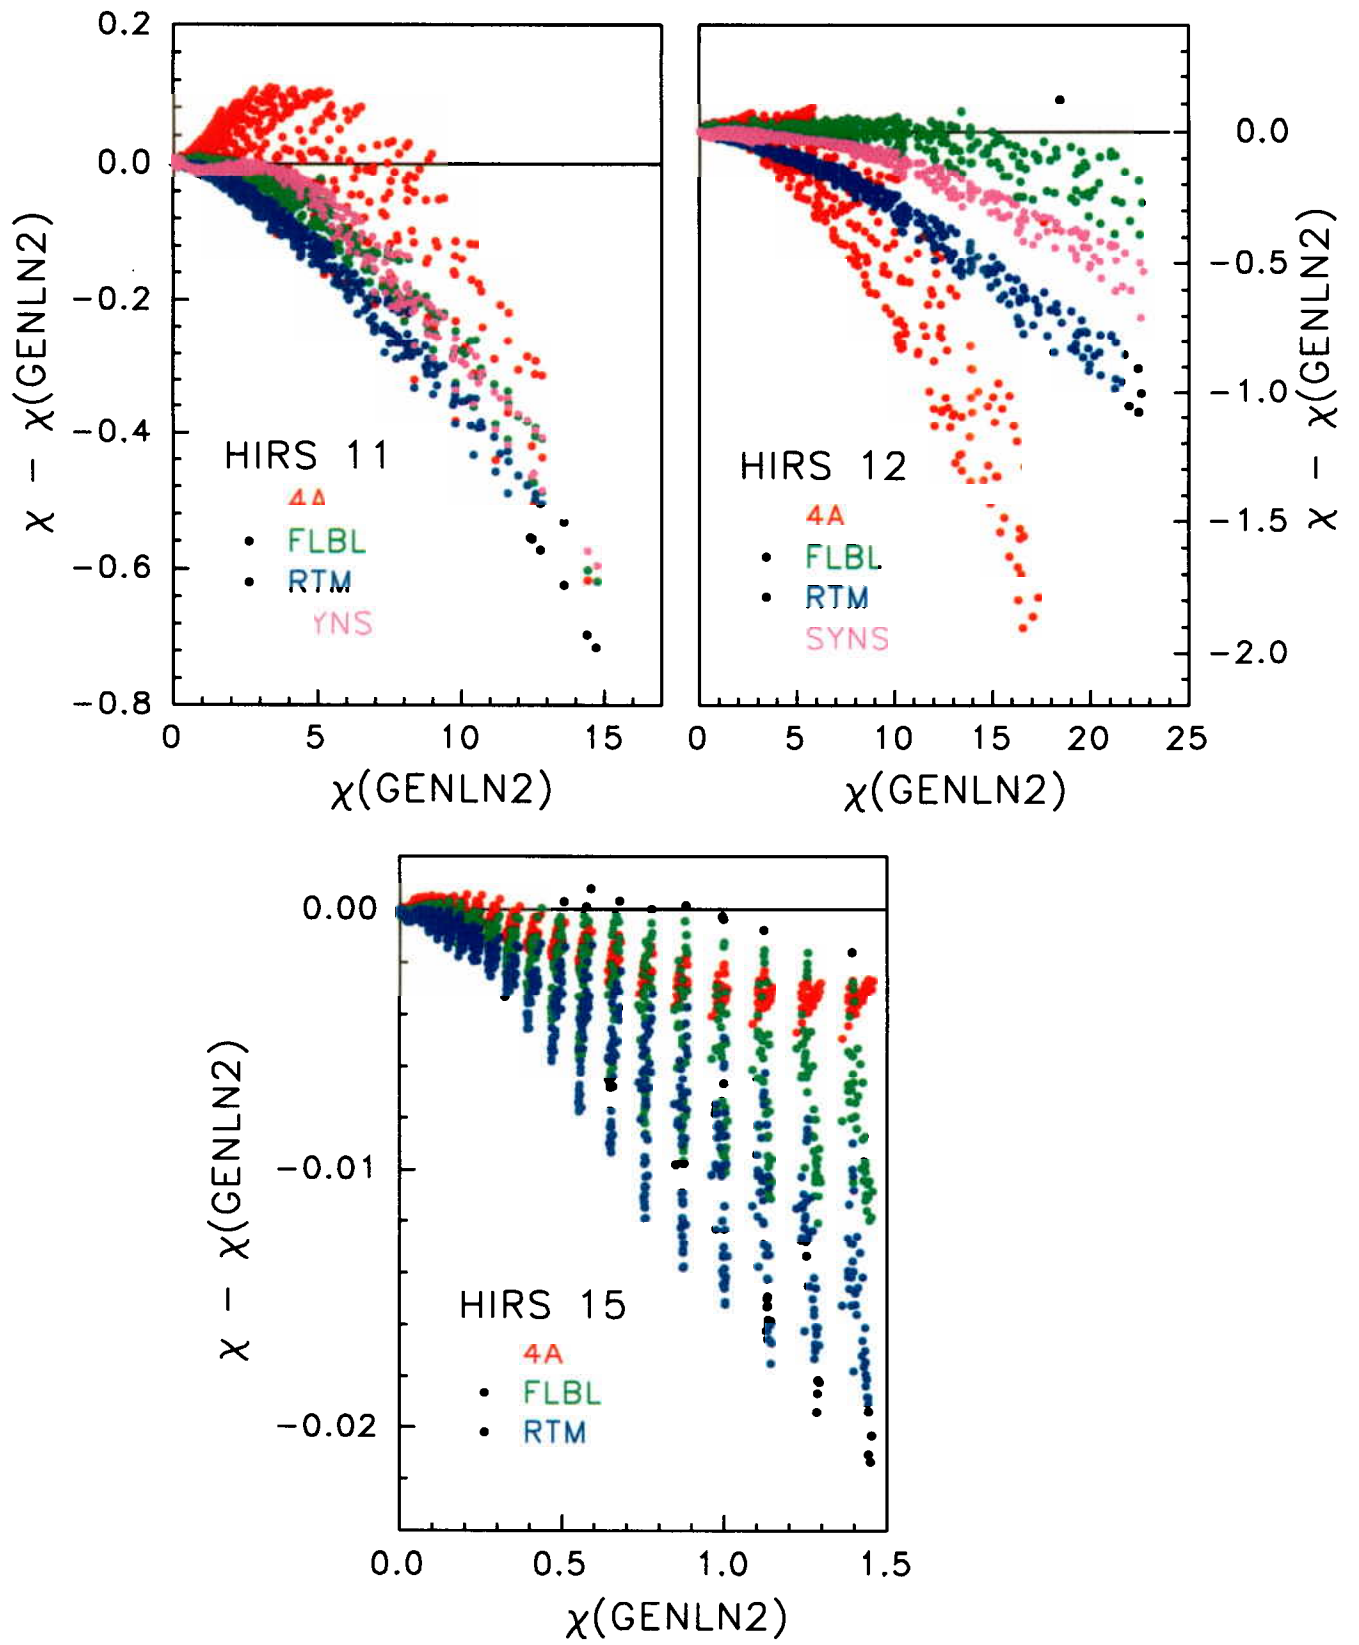 0.2
0.0
−0.2
−0.4
−0.6
−0.8
χ − χ(GENLN2)
HIRS 11
4A
FLBL
RTM
YNS
0 5 10 15
χ(GENLN2)
0.0
−0.5
−1.0
−1.5
−2.0
χ − χ(GENLN2)
HIRS 12
4A
FLBL
RTM
SYNS
0 5 10 15 20 25
χ(GENLN2)
0.00
−0.01
−0.02
χ − χ(GENLN2)
HIRS 15
4A
FLBL
RTM
0.0 0.5 1.0 1.5
χ(GENLN2)